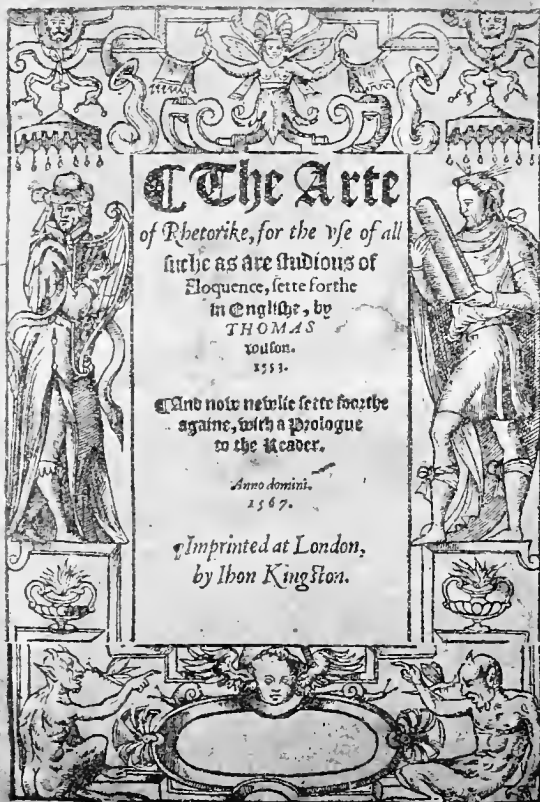 ¶The Arte
of Rhetorike, for the vſe of all
ſuche as are ſtudious of
Eloquence, ſette forthe
in Engliſhe, by
THOMAS
wilſon.
1553.
¶And now newlie ſette foorthe
againe, with a Prologue
to the Reader.
Anno domini.
1567.
¶Imprinted at London,
by Ihon Kingſton.